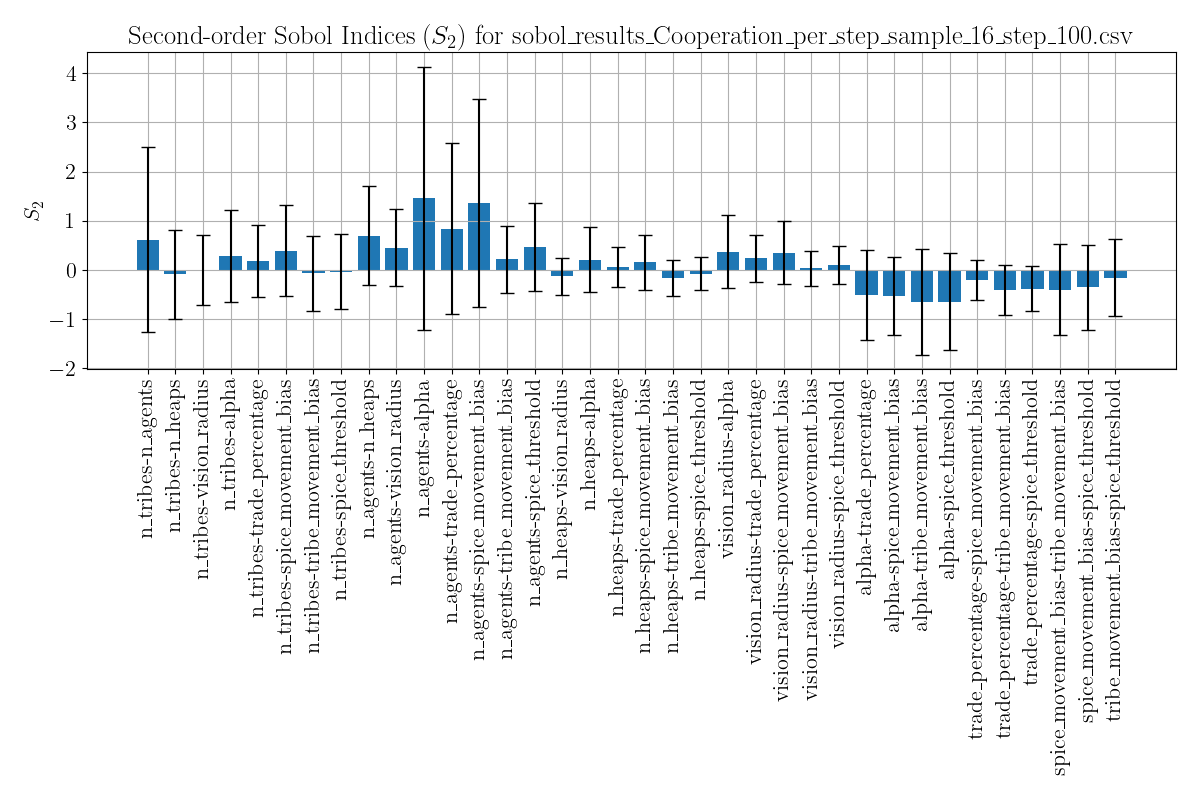 Second-order Sobol Indices (S₂) for sobol_results_Cooperation_per_step_sample_16_step_100.csv
S₂
4
3
2
1
0
−1
−2
n_tribes-n_agents
n_tribes-n_heaps
n_tribes-vision_radius
n_tribes-alpha
n_tribes-trade_percentage
n_tribes-spice_movement_bias
n_tribes-tribe_movement_bias
n_tribes-spice_threshold
n_agents-n_heaps
n_agents-vision_radius
n_agents-alpha
n_agents-trade_percentage
n_agents-spice_movement_bias
n_agents-tribe_movement_bias
n_agents-spice_threshold
n_heaps-vision_radius
n_heaps-alpha
n_heaps-trade_percentage
n_heaps-spice_movement_bias
n_heaps-tribe_movement_bias
n_heaps-spice_threshold
vision_radius-alpha
vision_radius-trade_percentage
vision_radius-spice_movement_bias
vision_radius-tribe_movement_bias
vision_radius-spice_threshold
alpha-trade_percentage
alpha-spice_movement_bias
alpha-tribe_movement_bias
alpha-spice_threshold
trade_percentage-spice_movement_bias
trade_percentage-tribe_movement_bias
trade_percentage-spice_threshold
spice_movement_bias-tribe_movement_bias
spice_movement_bias-spice_threshold
tribe_movement_bias-spice_threshold